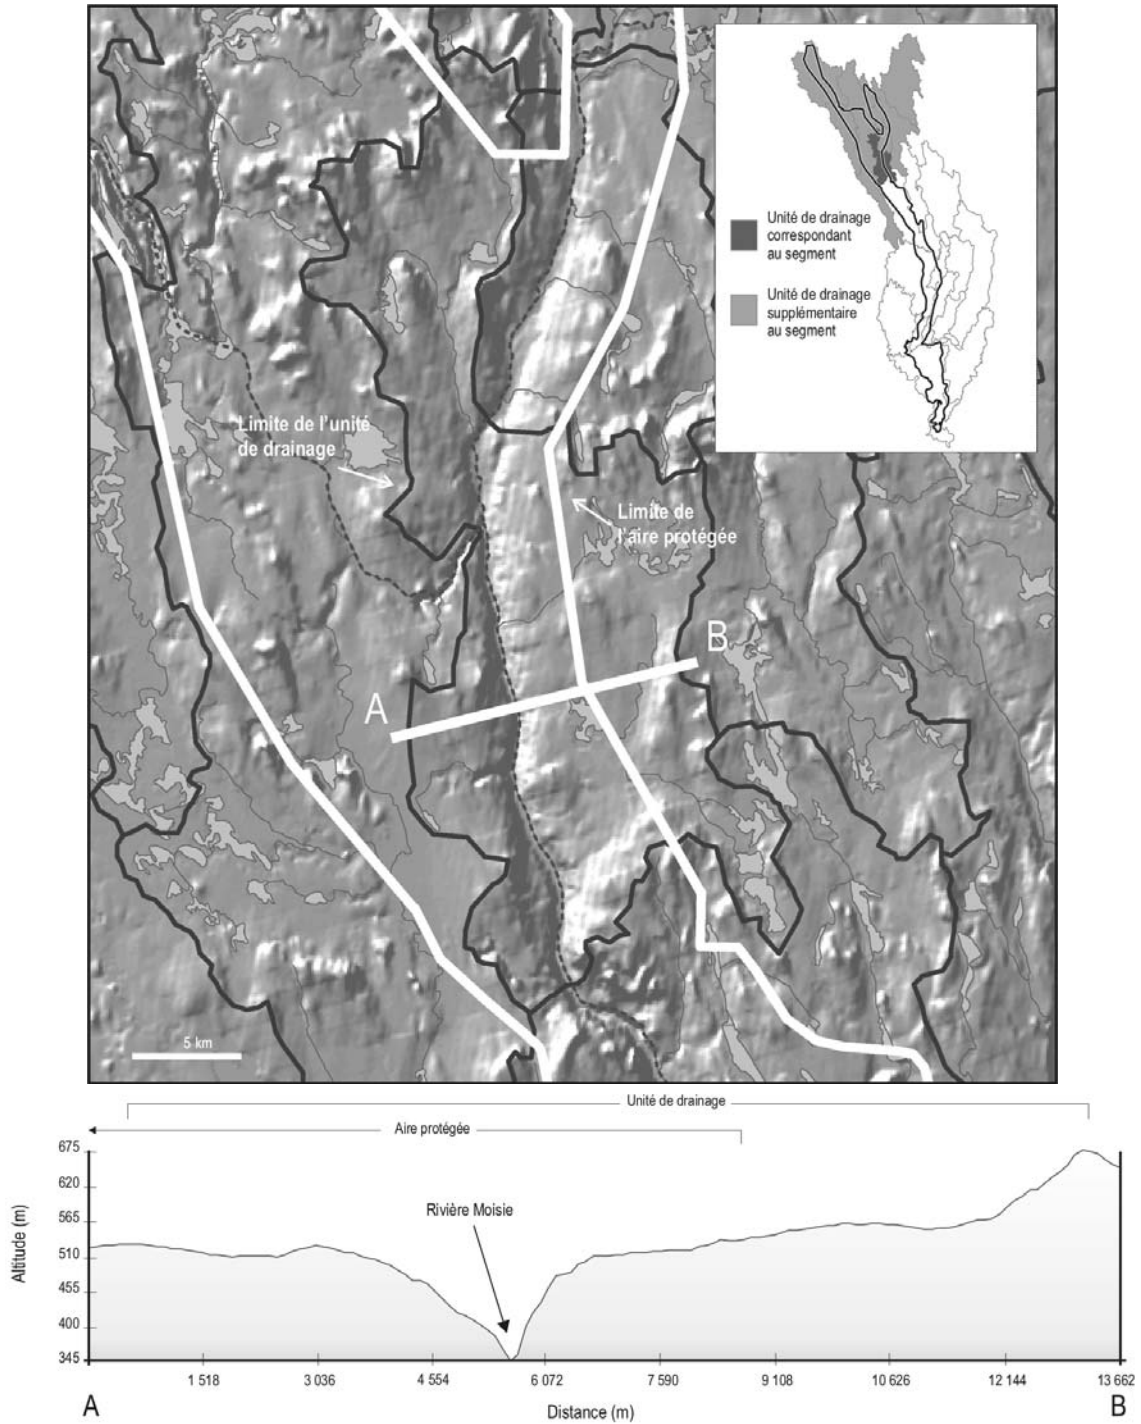 Unité de drainage
correspondant
au segment
Unité de drainage
supplémentaire
au segment
Limite de l'unité
de drainage
Limite de
l'aire protégée
A
B
5 km
Unité de drainage
Aire protégée
Rivière Moisie
Altitude (m)
675
620
565
510
455
400
345
1 518
3 036
4 554
6 072
7 590
9 108
10 626
12 144
13 662
A
B
Distance (m)